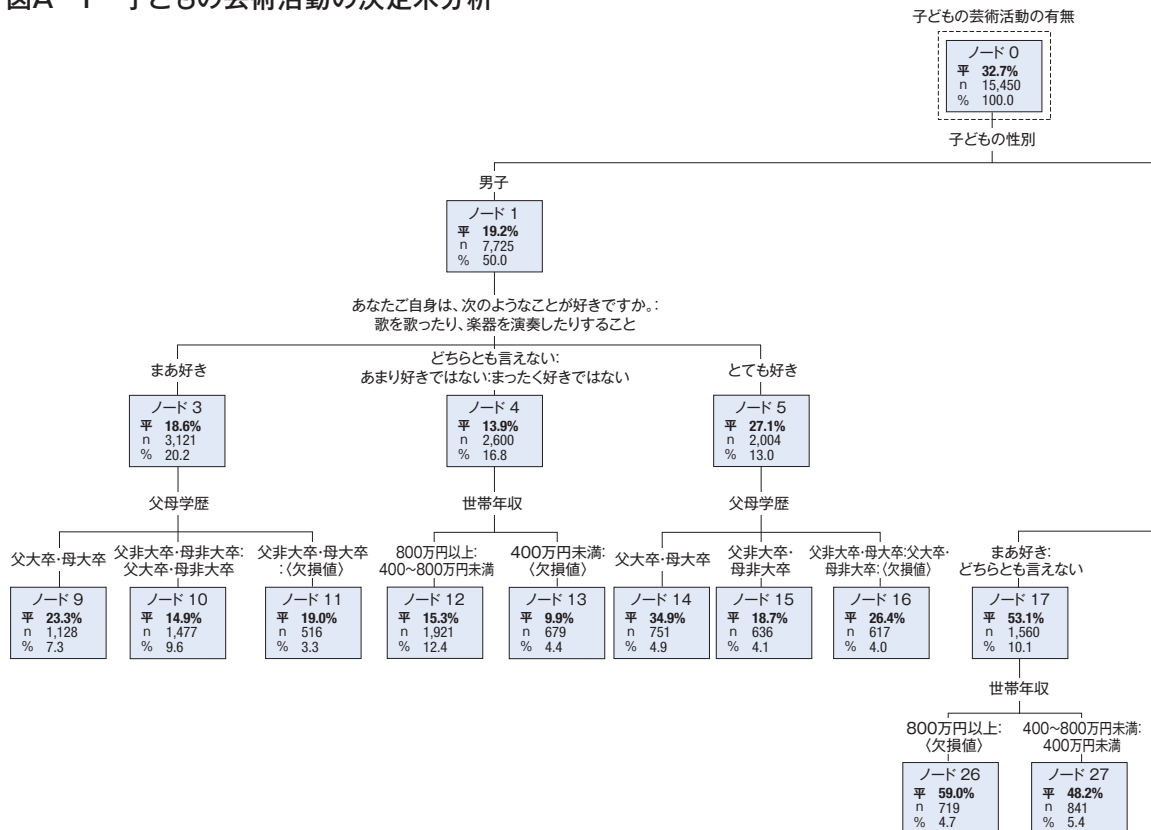 図A－1　子どもの芸術活動の決定木分析
子どもの芸術活動の有無
ノード 0
平 32.7%
n 15,450
% 100.0
子どもの性別
男子
ノード 1
平 19.2%
n 7,725
% 50.0
あなたご自身は、次のようなことが好きですか。:
歌を歌ったり、楽器を演奏したりすること
まあ好き
どちらとも言えない:
あまり好きではない:まったく好きではない
とても好き
ノード 3
平 18.6%
n 3,121
% 20.2
ノード 4
平 13.9%
n 2,600
% 16.8
ノード 5
平 27.1%
n 2,004
% 13.0
父母学歴
世帯年収
父母学歴
父大卒・母大卒
父非大卒・母非大卒:
父大卒・母非大卒
父非大卒・母大卒
:〈欠損値〉
800万円以上:
400~800万円未満
400万円未満:
〈欠損値〉
父大卒・母大卒
父非大卒・
母非大卒
父非大卒・母大卒:父大卒・
母非大卒:〈欠損値〉
まあ好き:
どちらとも言えない
ノード 9
平 23.3%
n 1,128
% 7.3
ノード 10
平 14.9%
n 1,477
% 9.6
ノード 11
平 19.0%
n 516
% 3.3
ノード 12
平 15.3%
n 1,921
% 12.4
ノード 13
平 9.9%
n 679
% 4.4
ノード 14
平 34.9%
n 751
% 4.9
ノード 15
平 18.7%
n 636
% 4.1
ノード 16
平 26.4%
n 617
% 4.0
ノード 17
平 53.1%
n 1,560
% 10.1
世帯年収
800万円以上:
〈欠損値〉
400~800万円未満:
400万円未満
ノード 26
平 59.0%
n 719
% 4.7
ノード 27
平 48.2%
n 841
% 5.4